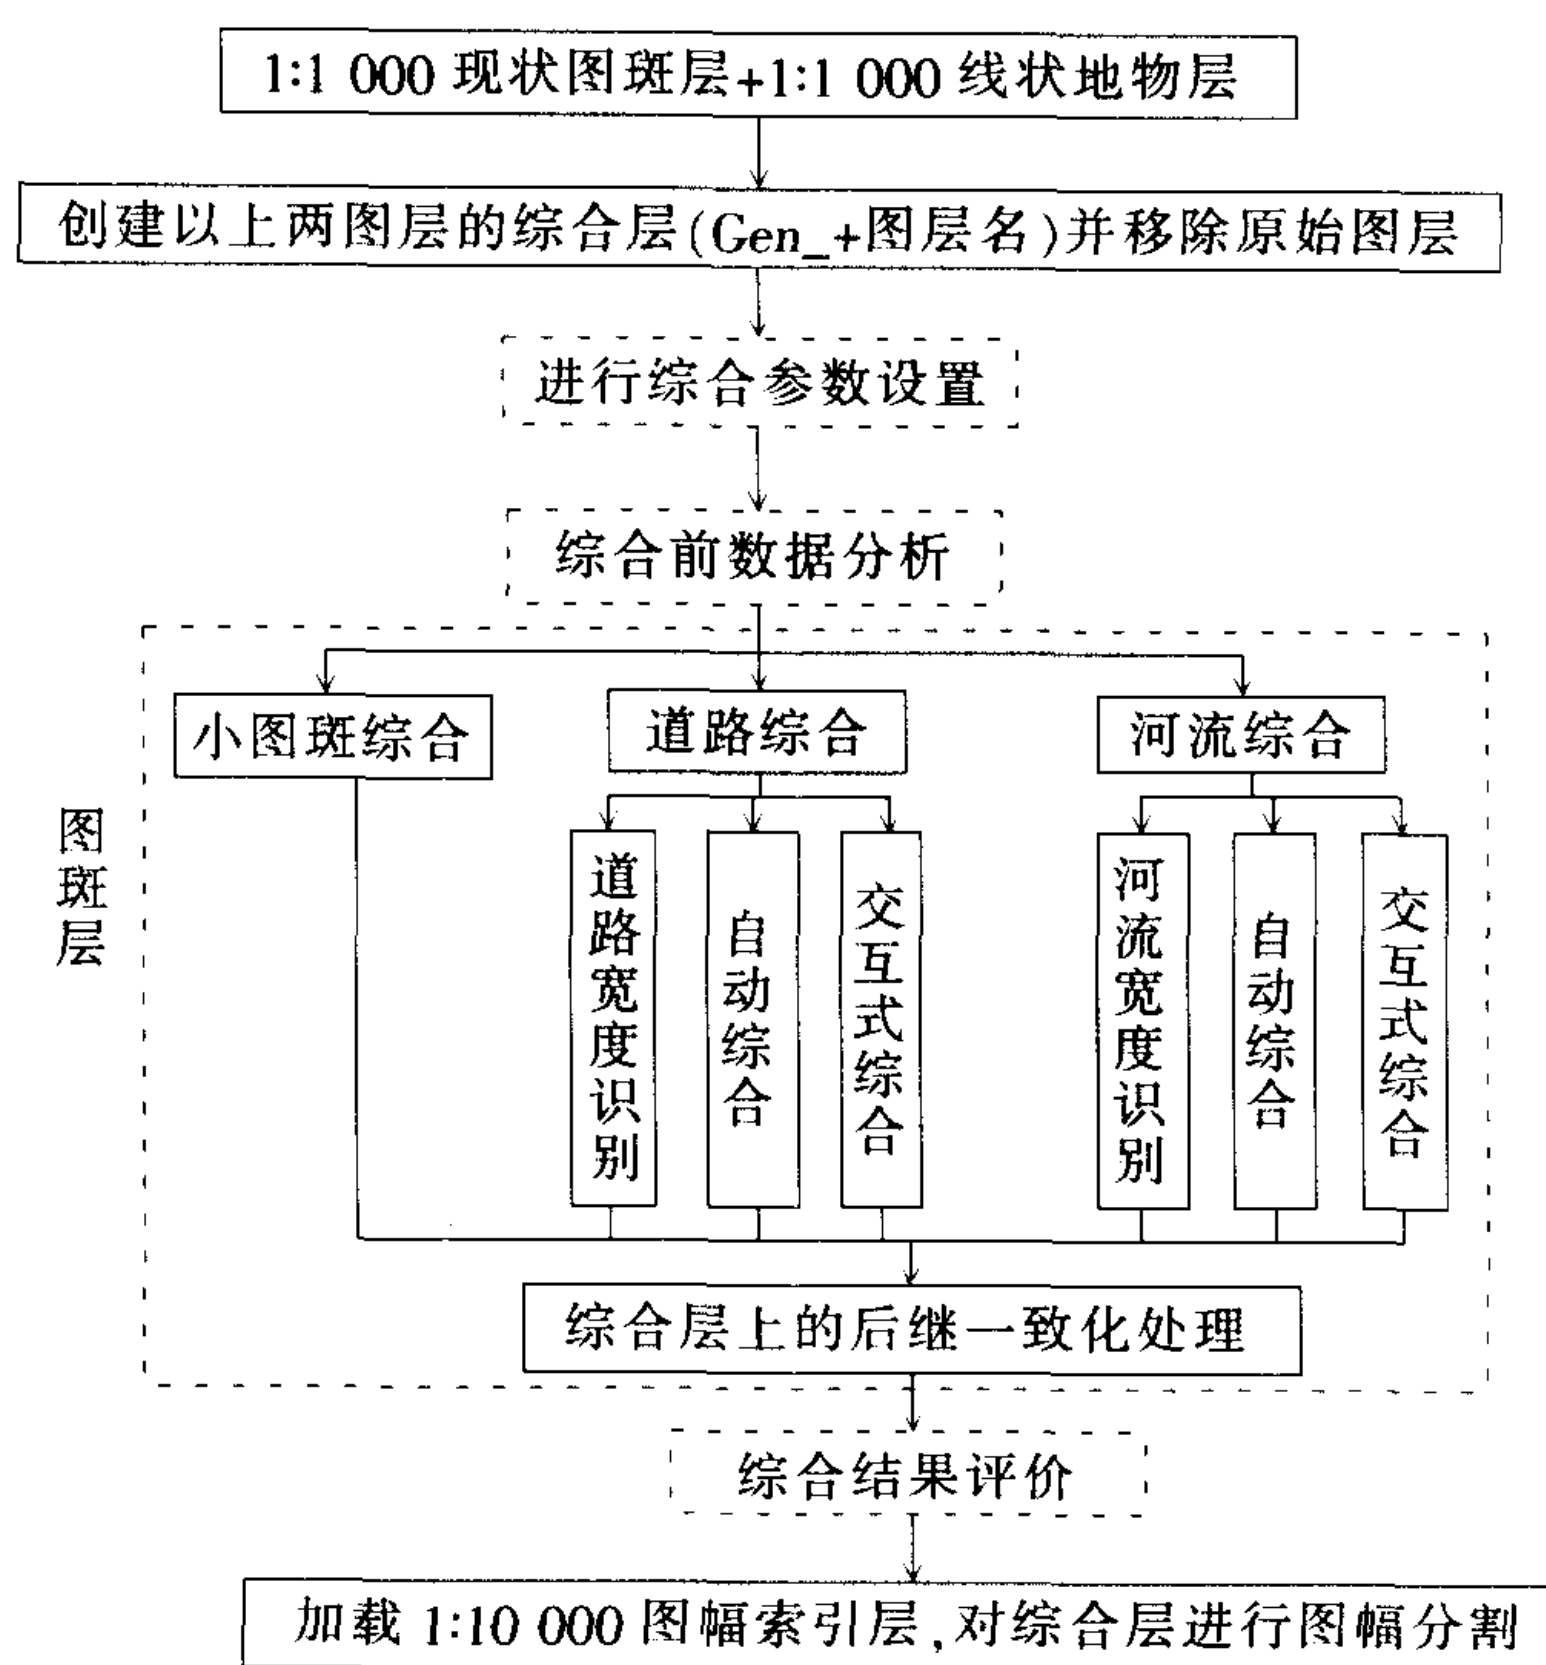 1:1 000 现状图斑层+1:1 000 线状地物层
创建以上两图层的综合层(Gen_+图层名)并移除原始图层
进行综合参数设置
综合前数据分析
图斑层
小图斑综合
道路综合
河流综合
道路宽度识别
自动综合
交互式综合
河流宽度识别
自动综合
交互式综合
综合层上的后继一致化处理
综合结果评价
加载 1:10 000 图幅索引层,对综合层进行图幅分割